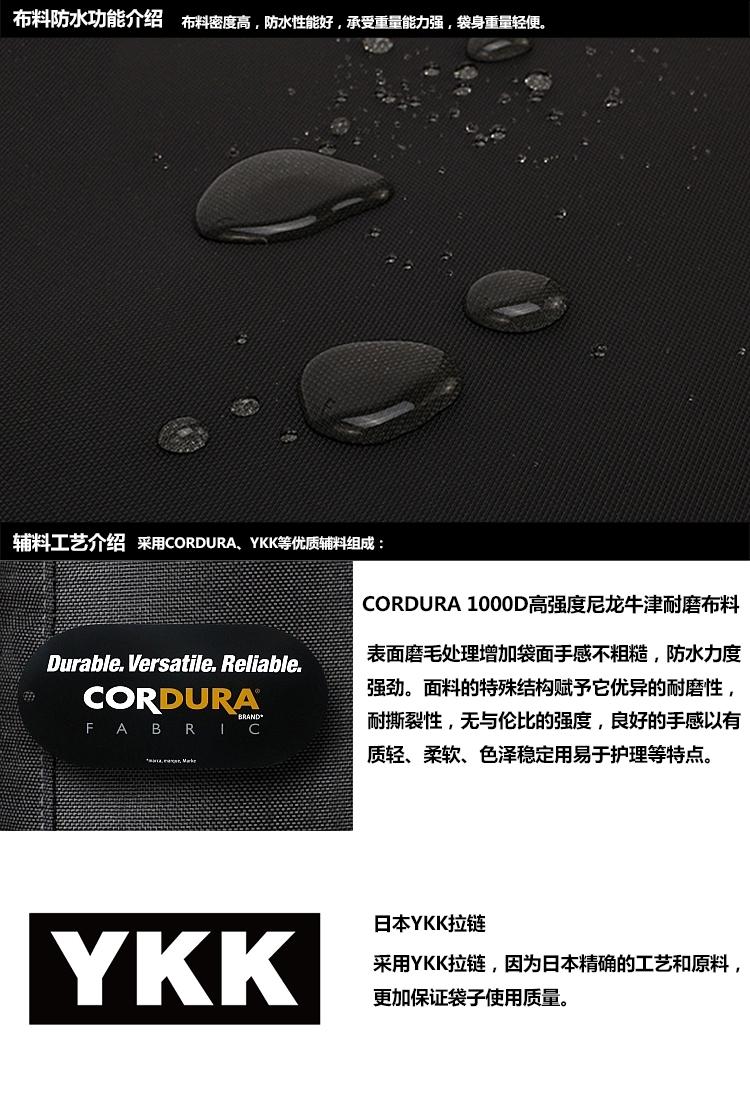 布料防水功能介绍 布料密度高，防水性能好，承受重量能力强，袋身重量轻便。
辅料工艺介绍 采用CORDURA、YKK等优质辅料组成：
CORDURA 1000D高强度尼龙牛津耐磨布料
表面磨毛处理增加袋面手感不粗糙，防水力度
强劲。面料的特殊结构赋予它优异的耐磨性，
耐撕裂性，无与伦比的强度，良好的手感以有
质轻、柔软、色泽稳定用易于护理等特点。
Durable. Versatile. Reliable.
CORDURA®
BRAND*
FABRIC
*marca, marque, Marke
YKK
日本YKK拉链
采用YKK拉链，因为日本精确的工艺和原料，
更加保证袋子使用质量。